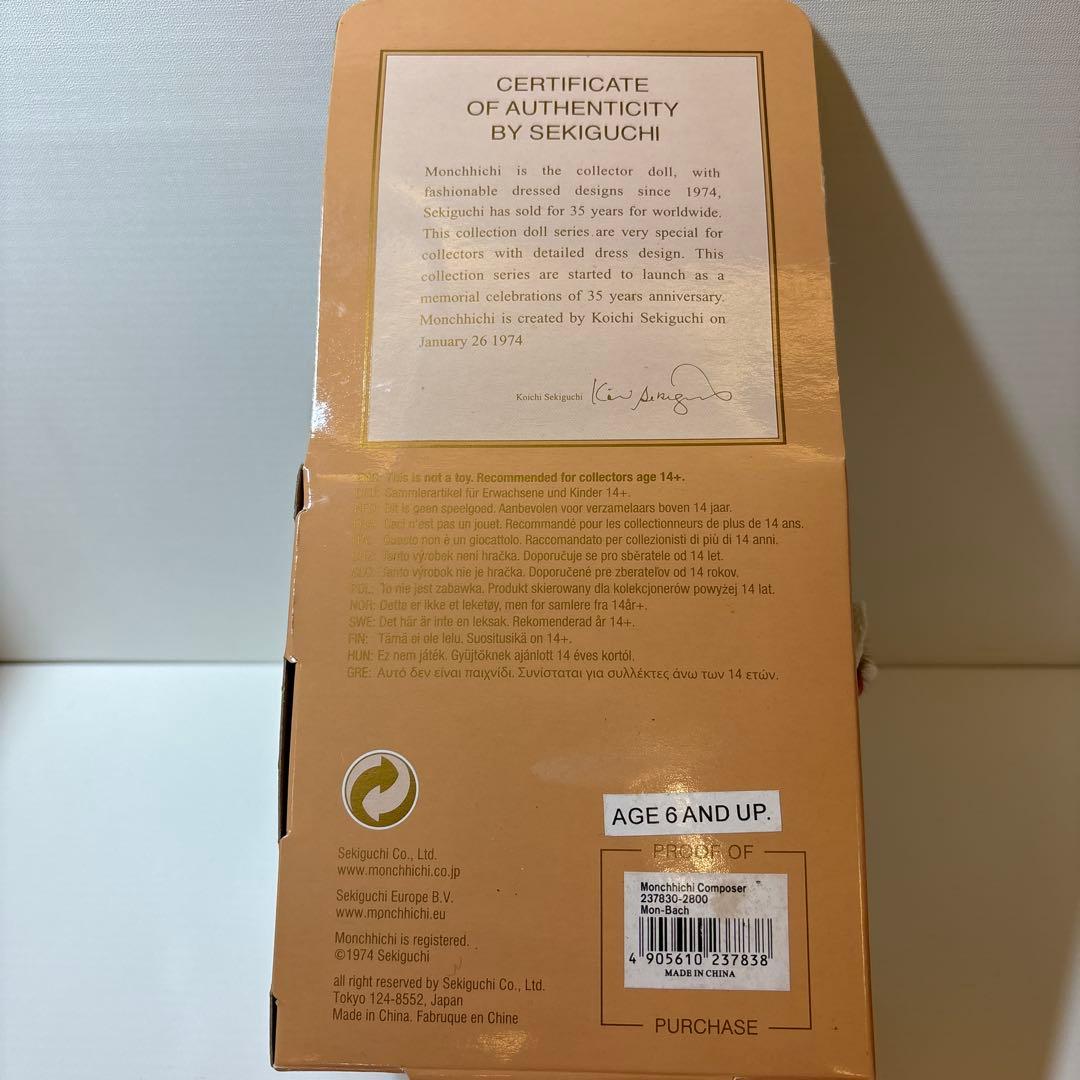 CERTIFICATE
OF AUTHENTICITY
BY SEKIGUCHI
Monchhichi is the collector doll, with
fashionable dressed designs since 1974,
Sekiguchi has sold for 35 years for worldwide.
This collection doll series are very special for
collectors with detailed dress design. This
collection series are started to launch as a
memorial celebrations of 35 years anniversary.
Monchhichi is created by Koichi Sekiguchi on
January 26 1974
Koichi Sekiguchi
This is not a toy. Recommended for collectors age 14+.
Sammlerartikel für Erwachsene und Kinder 14+.
Dit is geen speelgoed. Aanbevolen voor verzamelaars boven 14 jaar.
Ceci n'est pas un jouet. Recommandé pour les collectionneurs de plus de 14 ans.
Questo non è un giocattolo. Raccomandato per collezionisti di più di 14 anni.
Tanto výrobek není hračka. Doporučuje se pro sběratele od 14 let.
Tanto výrobok nie je hračka. Doporučené pre zberateľov od 14 rokov.
POL: To nie jest zabawka. Produkt skierowany dla kolekcjonerów powyżej 14 lat.
NOR: Dette er ikke et leketøy, men for samlere fra 14år+.
SWE: Det här är inte en leksak. Rekomenderad år 14+.
FIN: Tämä ei ole lelu. Suositusikä on 14+.
HUN: Ez nem játék. Gyüjtöknek ajánlott 14 éves kortól.
GRE: Αυτό δεν είναι παιχνίδι. Συνίσταται για συλλέκτες άνω των 14 ετών.
AGE 6 AND UP.
PROOF OF
Monchhichi Composer
237830-2800
Mon-Bach
4 905610 237838
MADE IN CHINA
PURCHASE
Sekiguchi Co., Ltd.
www.monchhichi.co.jp
Sekiguchi Europe B.V.
www.monchhichi.eu
Monchhichi is registered.
©1974 Sekiguchi
all right reserved by Sekiguchi Co., Ltd.
Tokyo 124-8552, Japan
Made in China. Fabruque en Chine